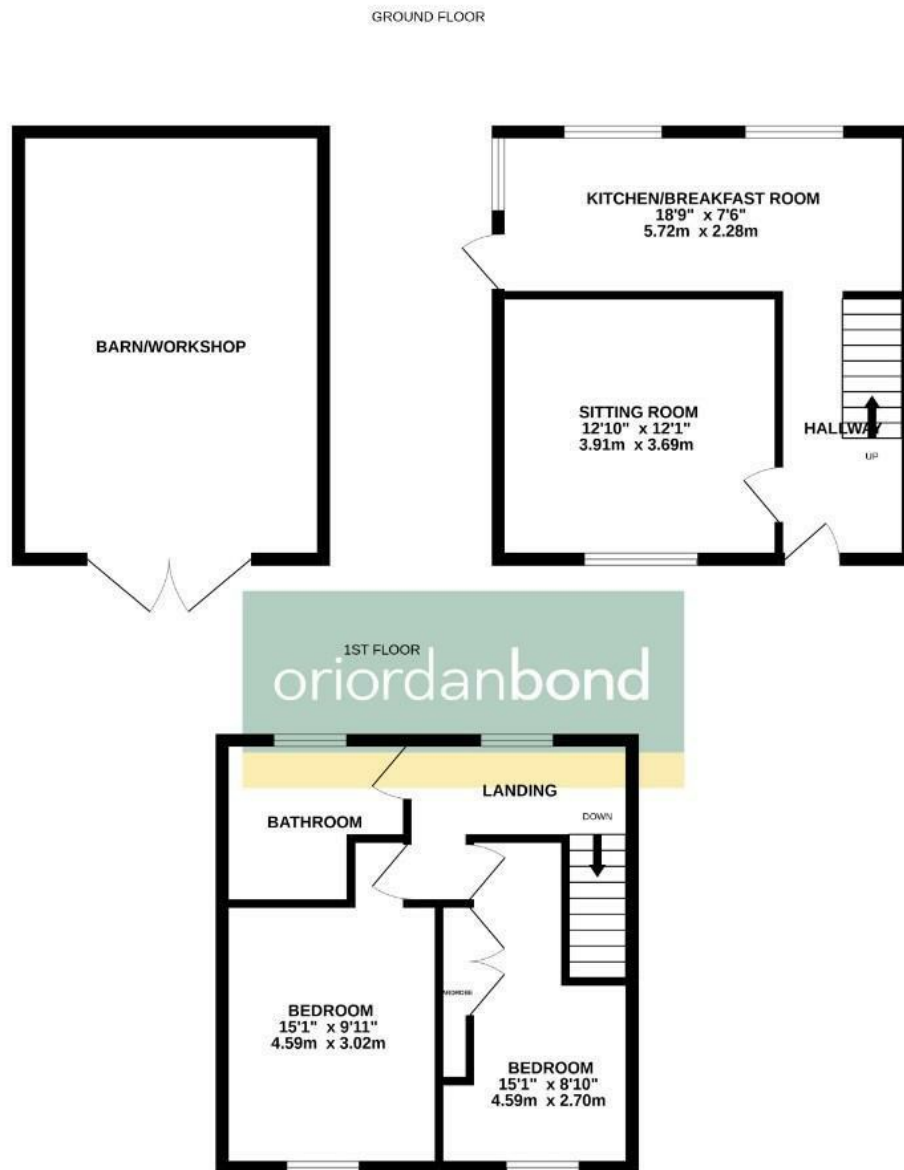 GROUND FLOOR
BARN/WORKSHOP
KITCHEN/BREAKFAST ROOM
18'9" x 7'6"
5.72m x 2.28m
SITTING ROOM
12'10" x 12'1"
3.91m x 3.69m
HALLWAY
UP
1ST FLOOR
oriordanbond
BATHROOM
LANDING
DOWN
BEDROOM
15'1" x 9'11"
4.59m x 3.02m
BEDROOM
15'1" x 8'10"
4.59m x 2.70m